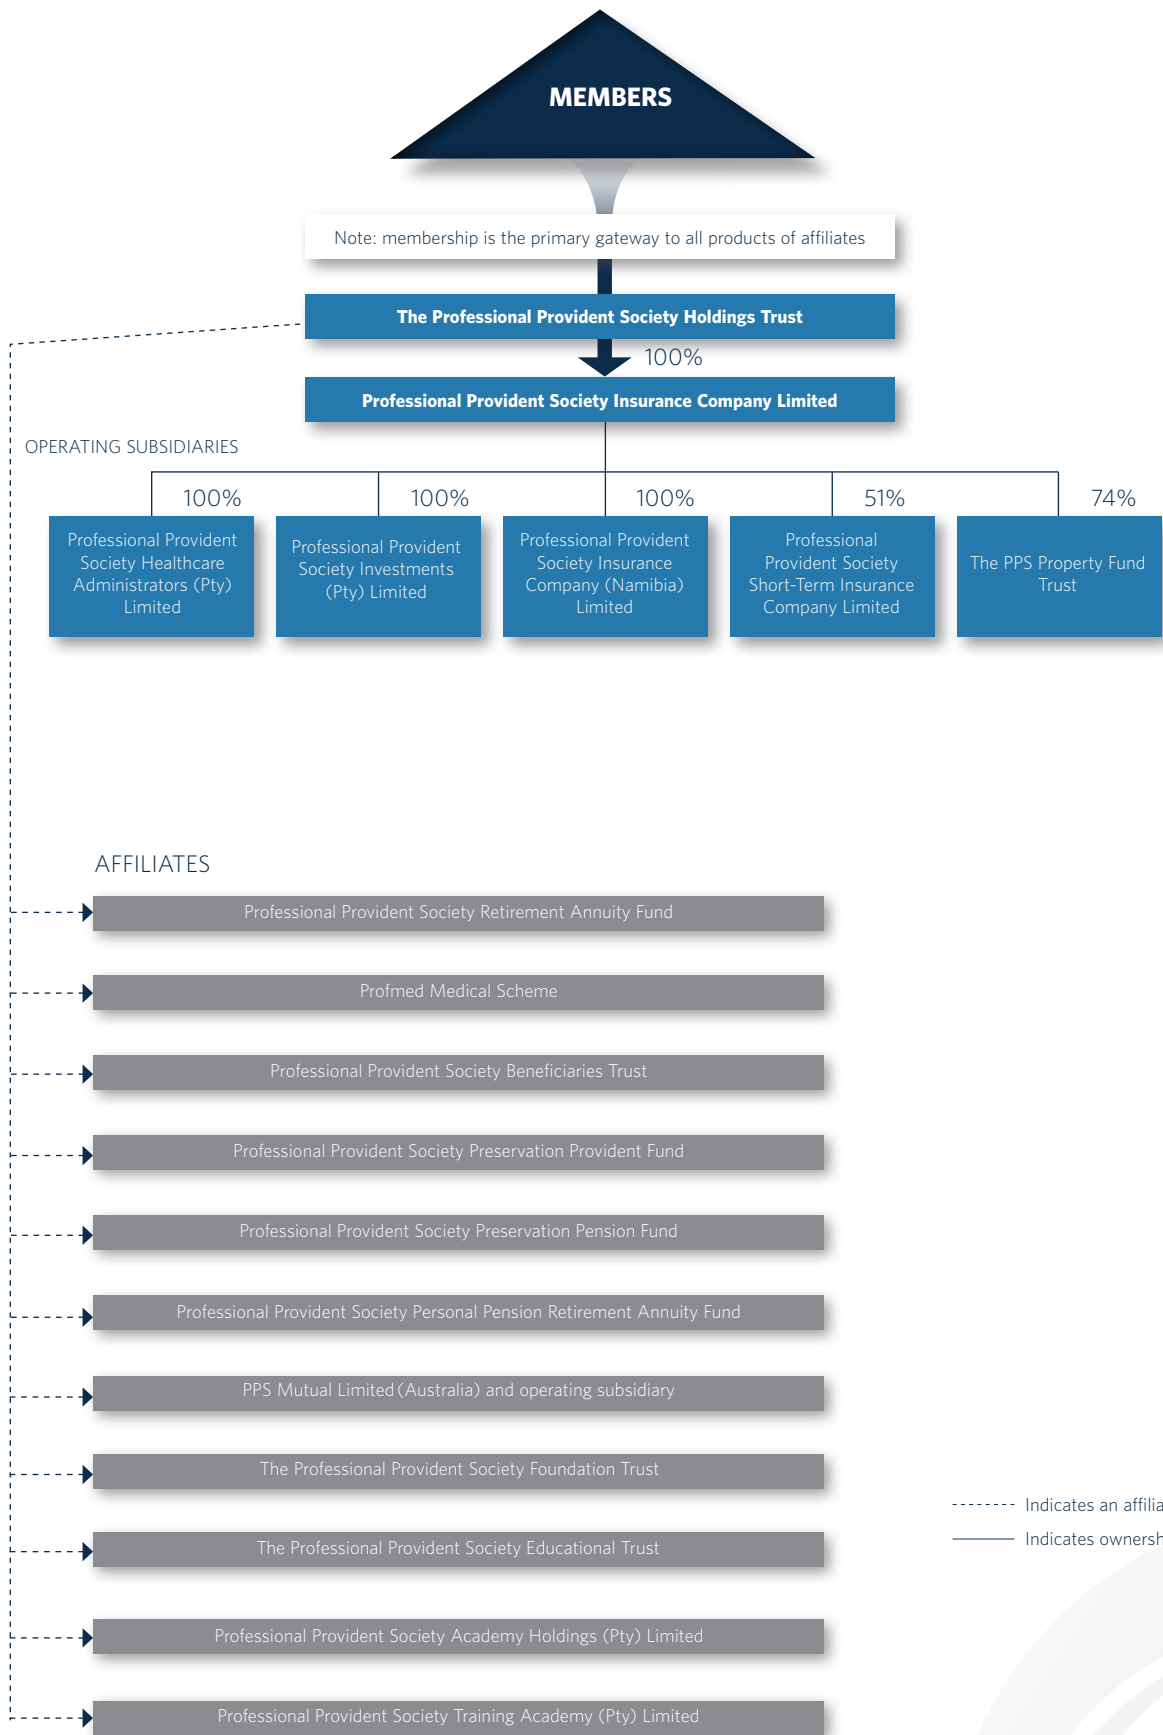 MEMBERS
Note: membership is the primary gateway to all products of affiliates
The Professional Provident Society Holdings Trust
100%
Professional Provident Society Insurance Company Limited
OPERATING SUBSIDIARIES
100%
Professional Provident
Society Healthcare
Administrators (Pty)
Limited
100%
Professional Provident
Society Investments
(Pty) Limited
100%
Professional Provident
Society Insurance
Company (Namibia)
Limited
51%
Professional
Provident Society
Short-Term Insurance
Company Limited
74%
The PPS Property Fund
Trust
AFFILIATES
Professional Provident Society Retirement Annuity Fund
Profmed Medical Scheme
Professional Provident Society Beneficiaries Trust
Professional Provident Society Preservation Provident Fund
Professional Provident Society Preservation Pension Fund
Professional Provident Society Personal Pension Retirement Annuity Fund
PPS Mutual Limited (Australia) and operating subsidiary
The Professional Provident Society Foundation Trust
The Professional Provident Society Educational Trust
Professional Provident Society Academy Holdings (Pty) Limited
Professional Provident Society Training Academy (Pty) Limited
Indicates an
Indicates